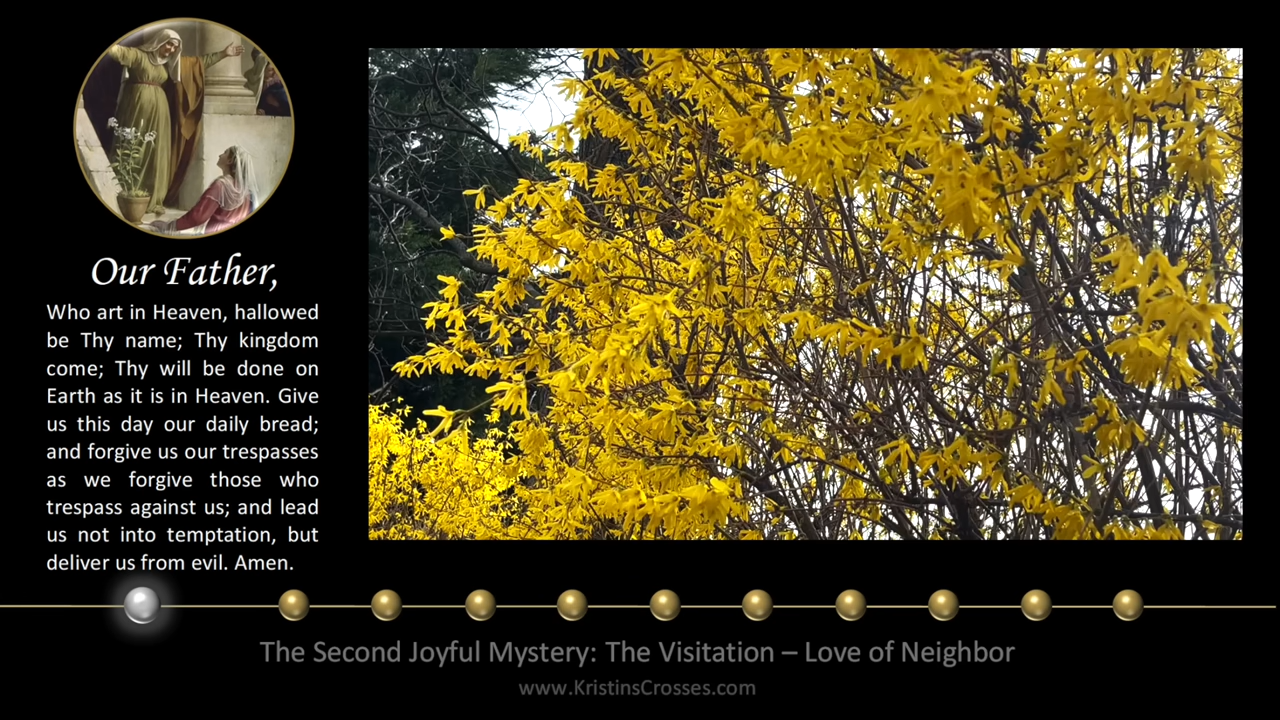 Our Father,
Who art in Heaven, hallowed
be Thy name; Thy kingdom
come; Thy will be done on
Earth as it is in Heaven. Give
us this day our daily bread;
and forgive us our trespasses
as we forgive those who
trespass against us; and lead
us not into temptation, but
deliver us from evil. Amen.
The Second Joyful Mystery: The Visitation – Love of Neighbor
www.KristinsCrosses.com